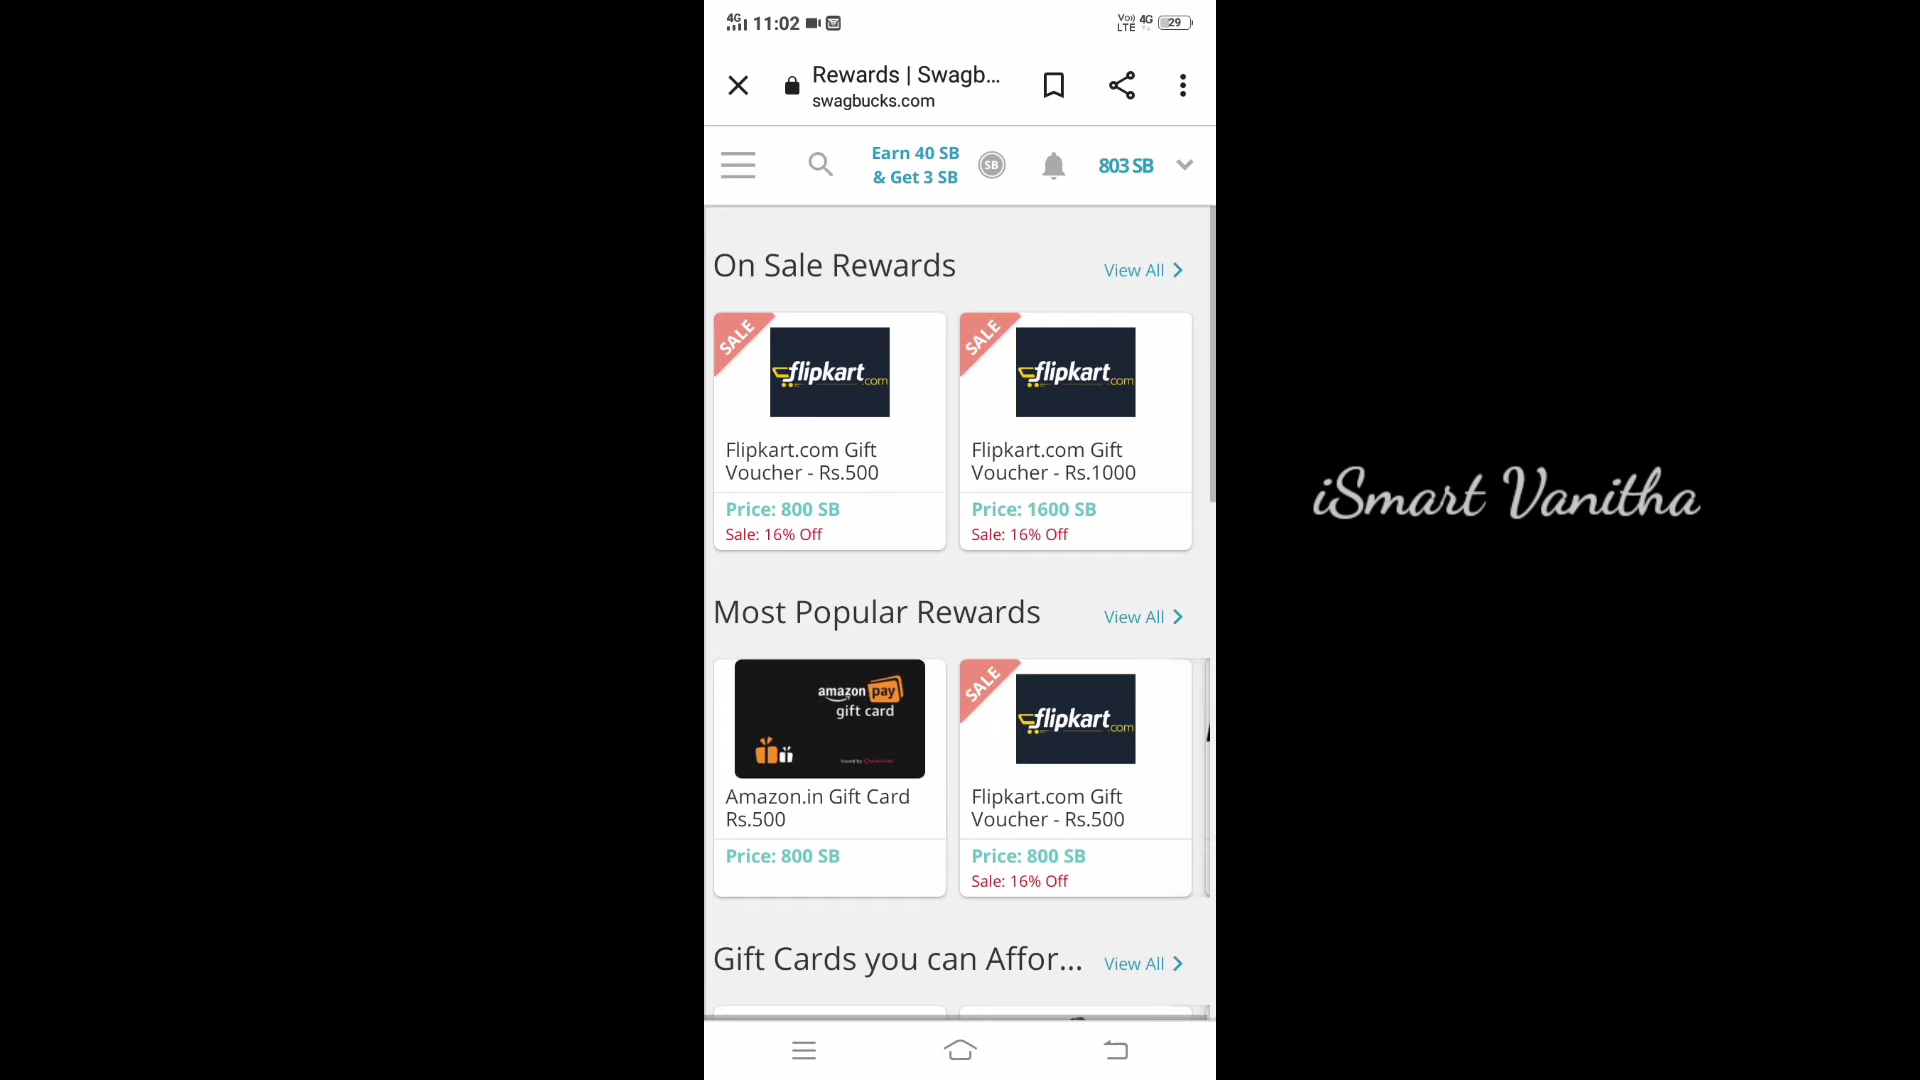 4G 11:02 Vo) LTE 4G 29
Rewards | Swagb...
swagbucks.com
Earn 40 SB
& Get 3 SB
SB
803 SB
On Sale Rewards
View All
SALE
flipkart.com
SALE
flipkart.com
Flipkart.com Gift
Voucher - Rs.500
Price: 800 SB
Sale: 16% Off
Flipkart.com Gift
Voucher - Rs.1000
Price: 1600 SB
Sale: 16% Off
iSmart Vanitha
Most Popular Rewards
View All
amazon pay
gift card
SALE
flipkart.com
Amazon.in Gift Card
Rs.500
Price: 800 SB
Flipkart.com Gift
Voucher - Rs.500
Price: 800 SB
Sale: 16% Off
Gift Cards you can Affor...
View All